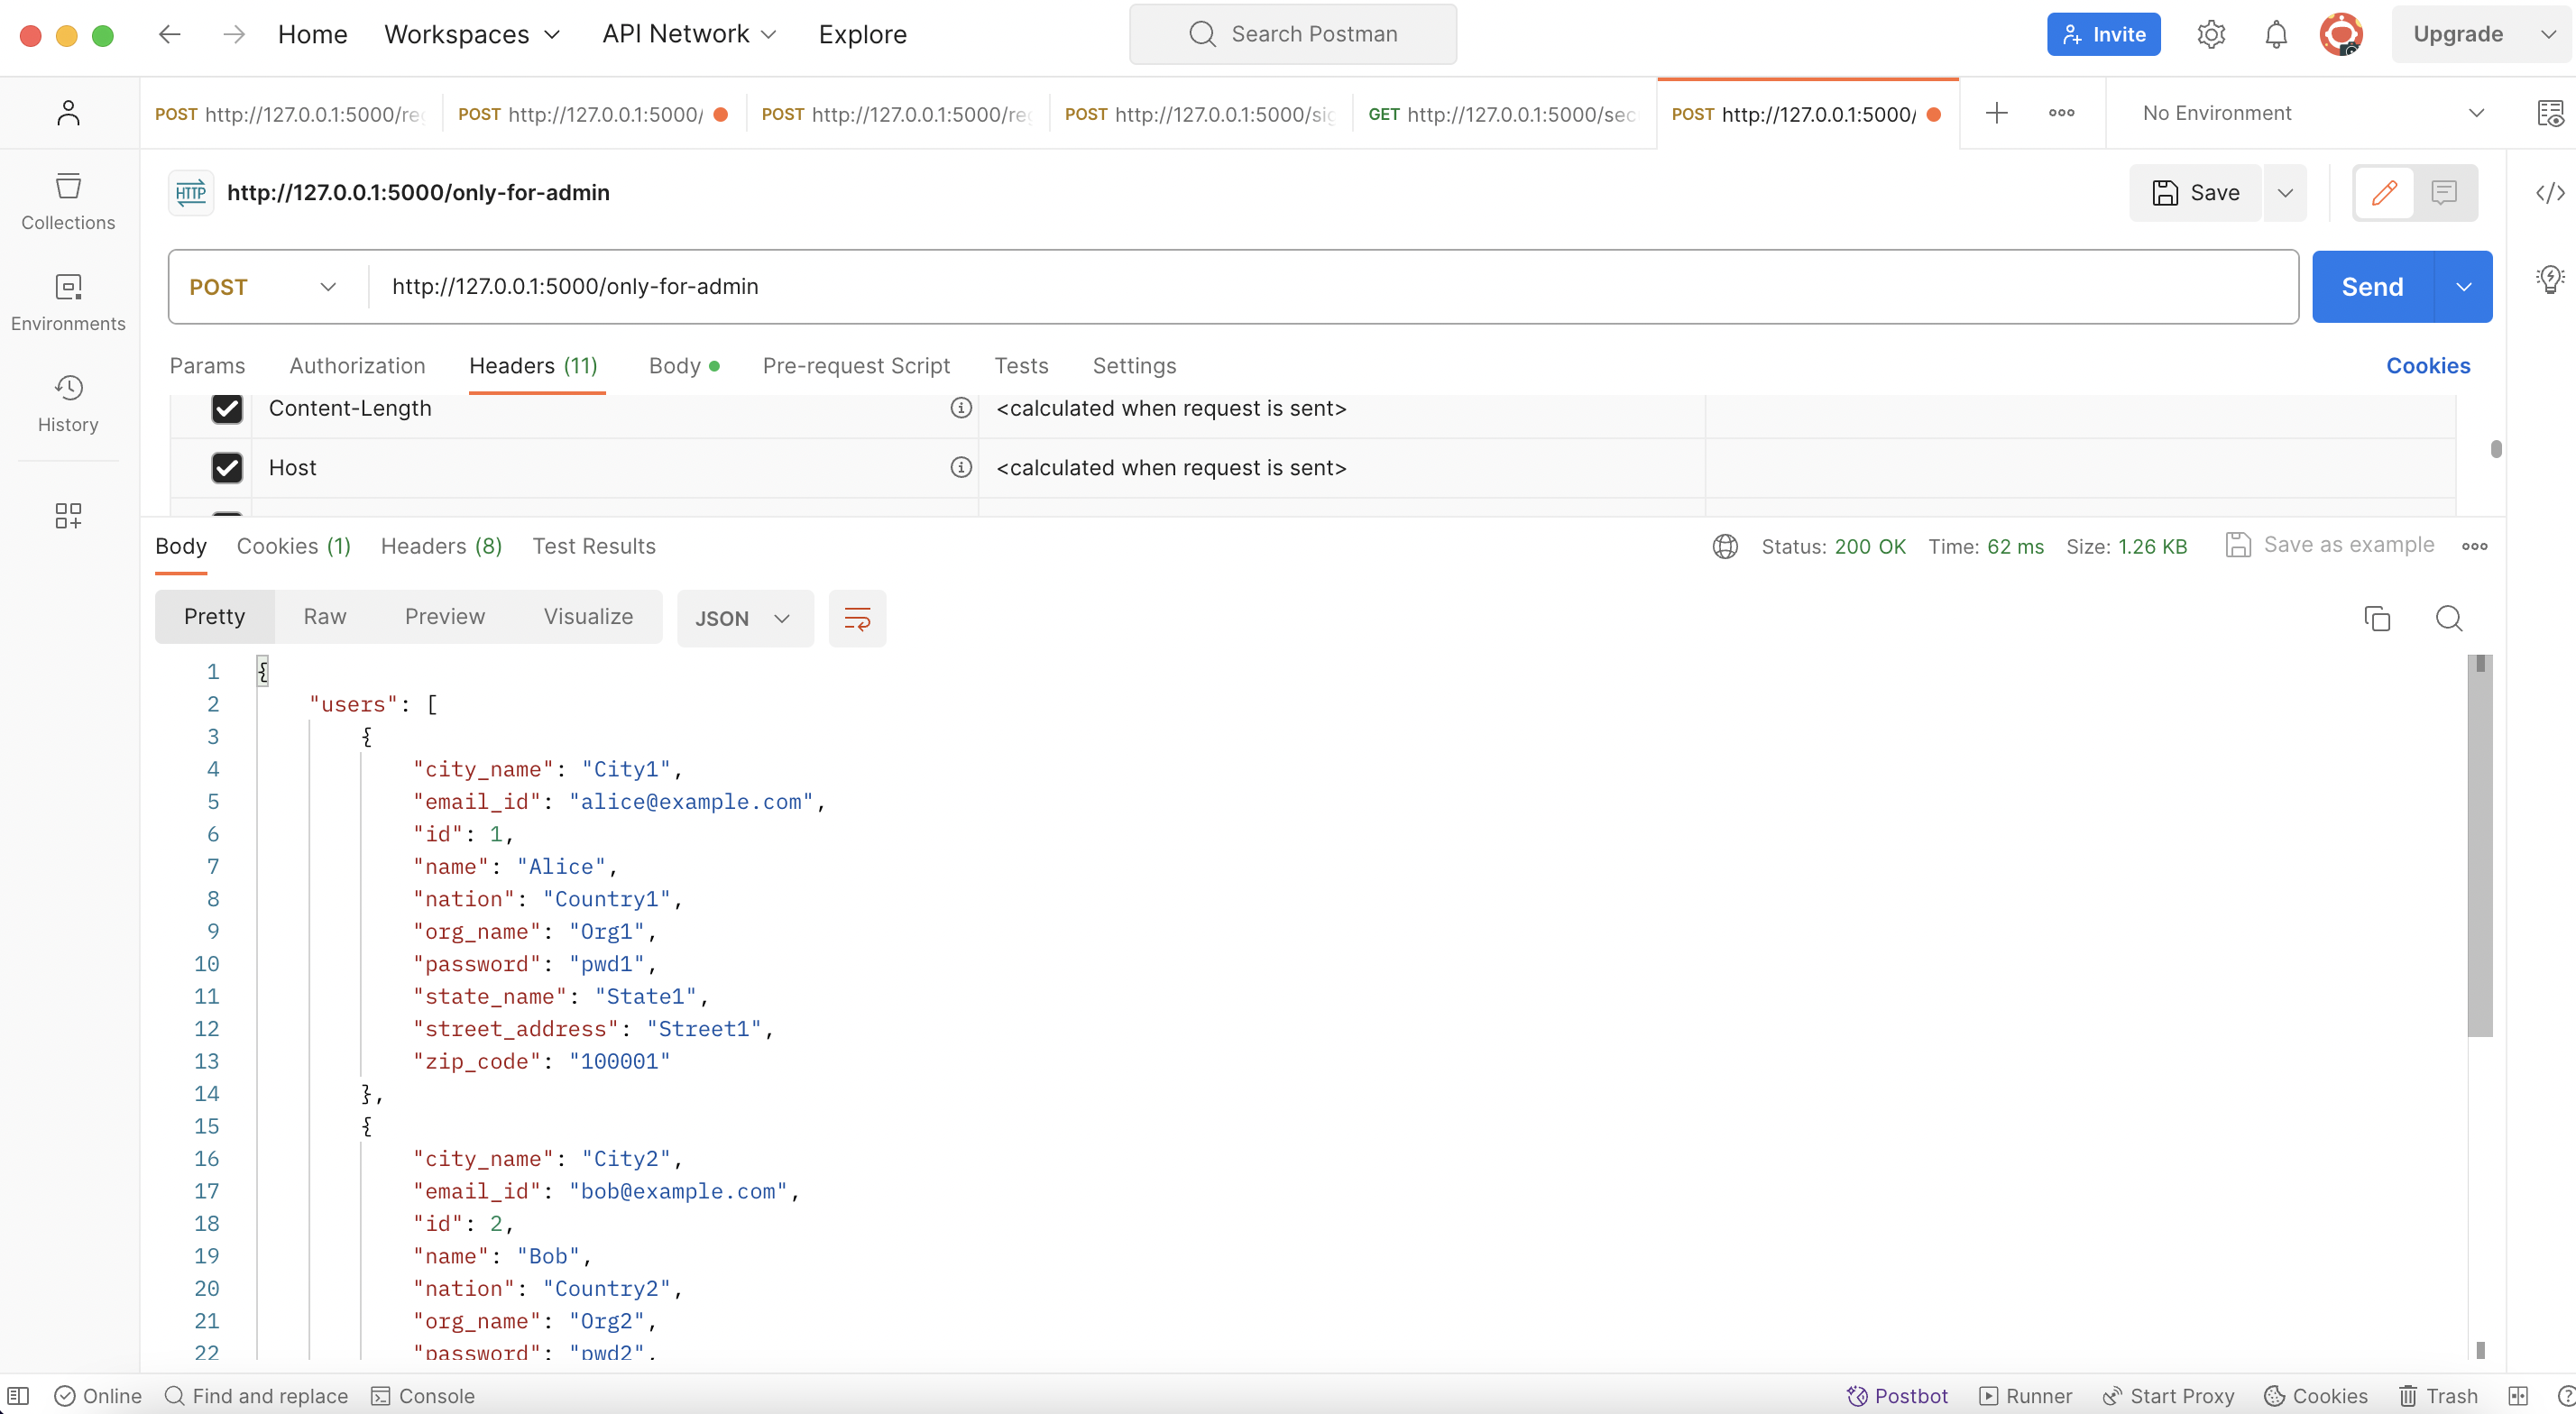 Home Workspaces API Network Explore Search Postman Invite Upgrade
POST http://127.0.0.1:5000/re POST http://127.0.0.1:5000/ POST http://127.0.0.1:5000/re POST http://127.0.0.1:5000/si GET http://127.0.0.1:5000/sec POST http://127.0.0.1:5000/ No Environment
HTTP http://127.0.0.1:5000/only-for-admin Save
Collections
POST http://127.0.0.1:5000/only-for-admin Send
Environments
Params Authorization Headers (11) Body Pre-request Script Tests Settings Cookies
Content-Length <calculated when request is sent>
History
Host <calculated when request is sent>
Body Cookies (1) Headers (8) Test Results Status: 200 OK Time: 62 ms Size: 1.26 KB Save as example
Pretty Raw Preview Visualize JSON
1 {
2 "users": [
3 {
4 "city_name": "City1",
5 "email_id": "alice@example.com",
6 "id": 1,
7 "name": "Alice",
8 "nation": "Country1",
9 "org_name": "Org1",
10 "password": "pwd1",
11 "state_name": "State1",
12 "street_address": "Street1",
13 "zip_code": "100001"
14 },
15 {
16 "city_name": "City2",
17 "email_id": "bob@example.com",
18 "id": 2,
19 "name": "Bob",
20 "nation": "Country2",
21 "org_name": "Org2",
22 "password": "pwd2",
Online Find and replace Console Postbot Runner Start Proxy Cookies Trash